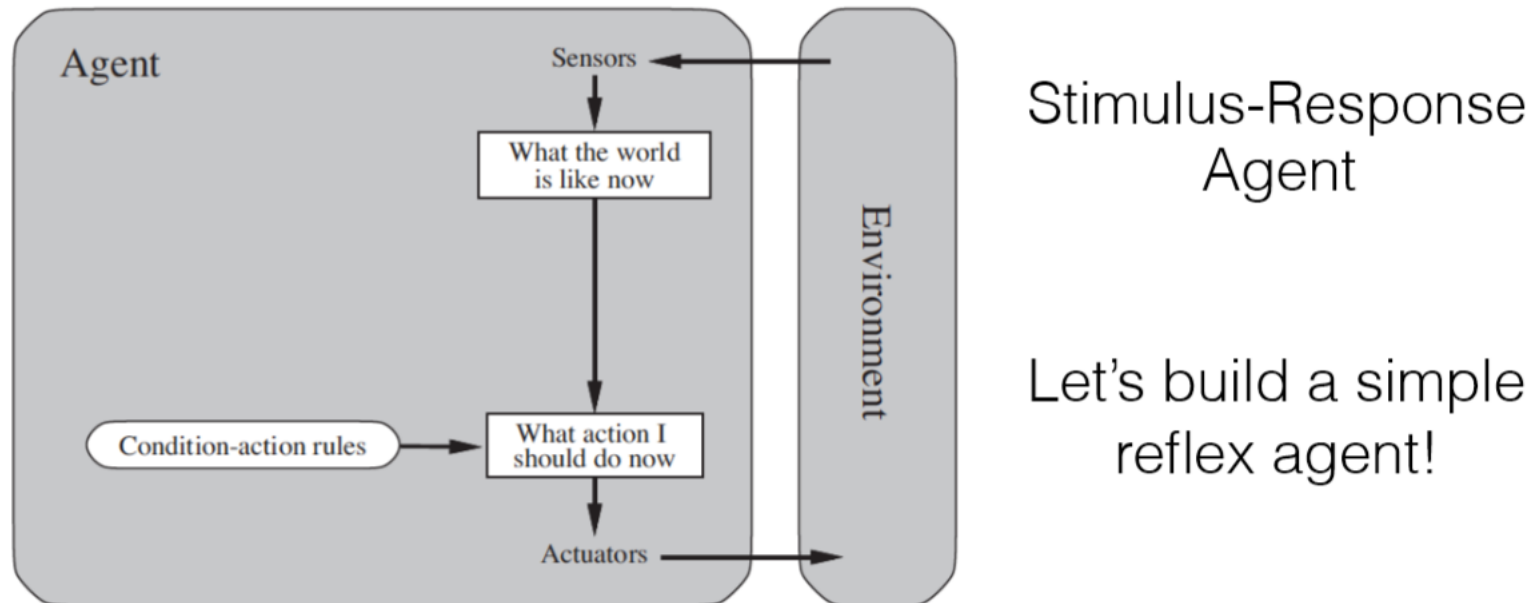 Agent
Sensors
What the world
is like now
Environment
Condition-action rules
What action I
should do now
Actuators
Stimulus-Response
Agent
Let's build a simple
reflex agent!